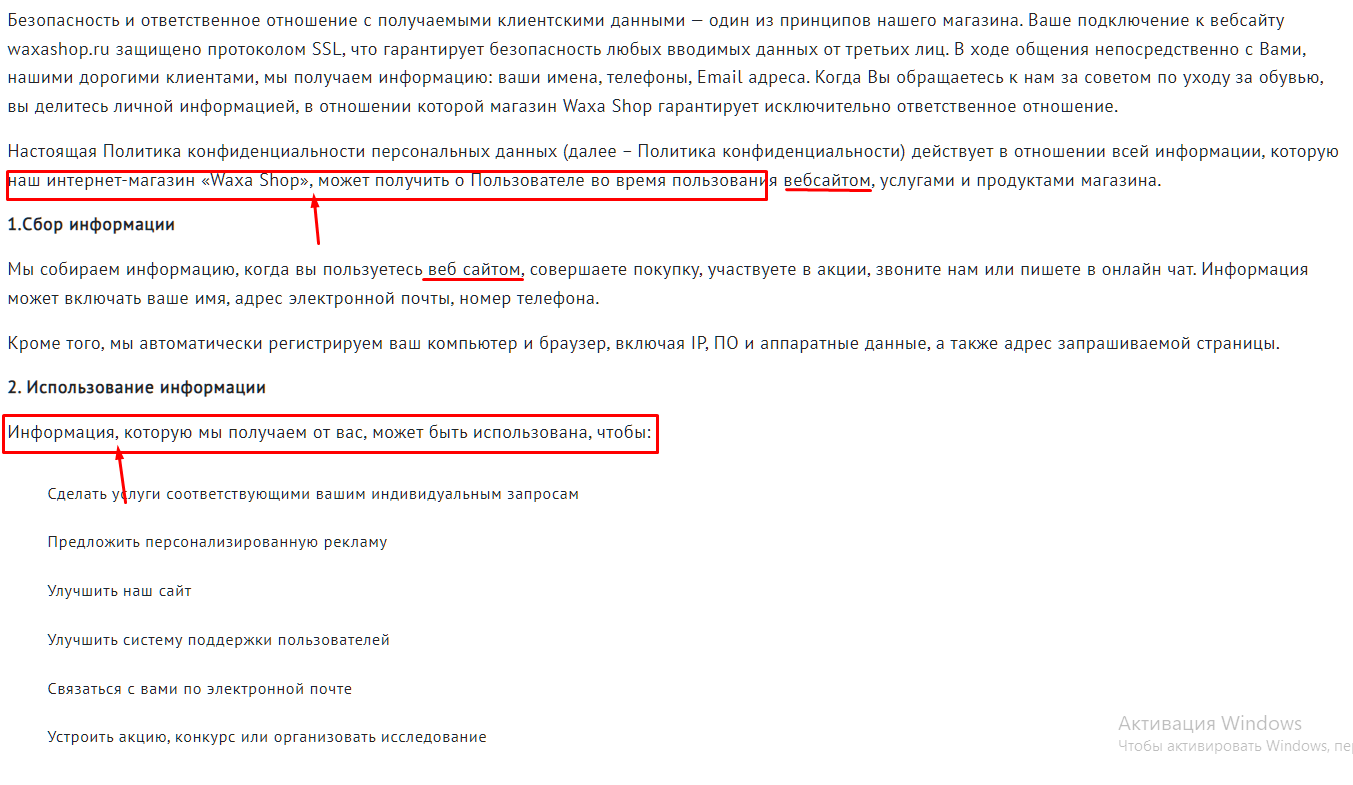 Безопасность и ответственное отношение с получаемыми клиентскими данными — один из принципов нашего магазина. Ваше подключение к вебсайту
waxashop.ru защищено протоколом SSL, что гарантирует безопасность любых вводимых данных от третьих лиц. В ходе общения непосредственно с Вами,
нашими дорогими клиентами, мы получаем информацию: ваши имена, телефоны, Email адреса. Когда Вы обращаетесь к нам за советом по уходу за обувью,
вы делитесь личной информацией, в отношении которой магазин Waxa Shop гарантирует исключительно ответственное отношение.
Настоящая Политика конфиденциальности персональных данных (далее – Политика конфиденциальности) действует в отношении всей информации, которую
наш интернет-магазин «Waxa Shop», может получить о Пользователе во время пользования вебсайтом, услугами и продуктами магазина.
1.Сбор информации
Мы собираем информацию, когда вы пользуетесь веб сайтом, совершаете покупку, участвуете в акции, звоните нам или пишете в онлайн чат. Информация
может включать ваше имя, адрес электронной почты, номер телефона.
Кроме того, мы автоматически регистрируем ваш компьютер и браузер, включая IP, ПО и аппаратные данные, а также адрес запрашиваемой страницы.
2. Использование информации
Информация, которую мы получаем от вас, может быть использована, чтобы:
Сделать услуги соответствующими вашим индивидуальным запросам
Предложить персонализированную рекламу
Улучшить наш сайт
Улучшить систему поддержки пользователей
Связаться с вами по электронной почте
Устроить акцию, конкурс или организовать исследование
Активация Windows
Чтобы активировать Windows, пер